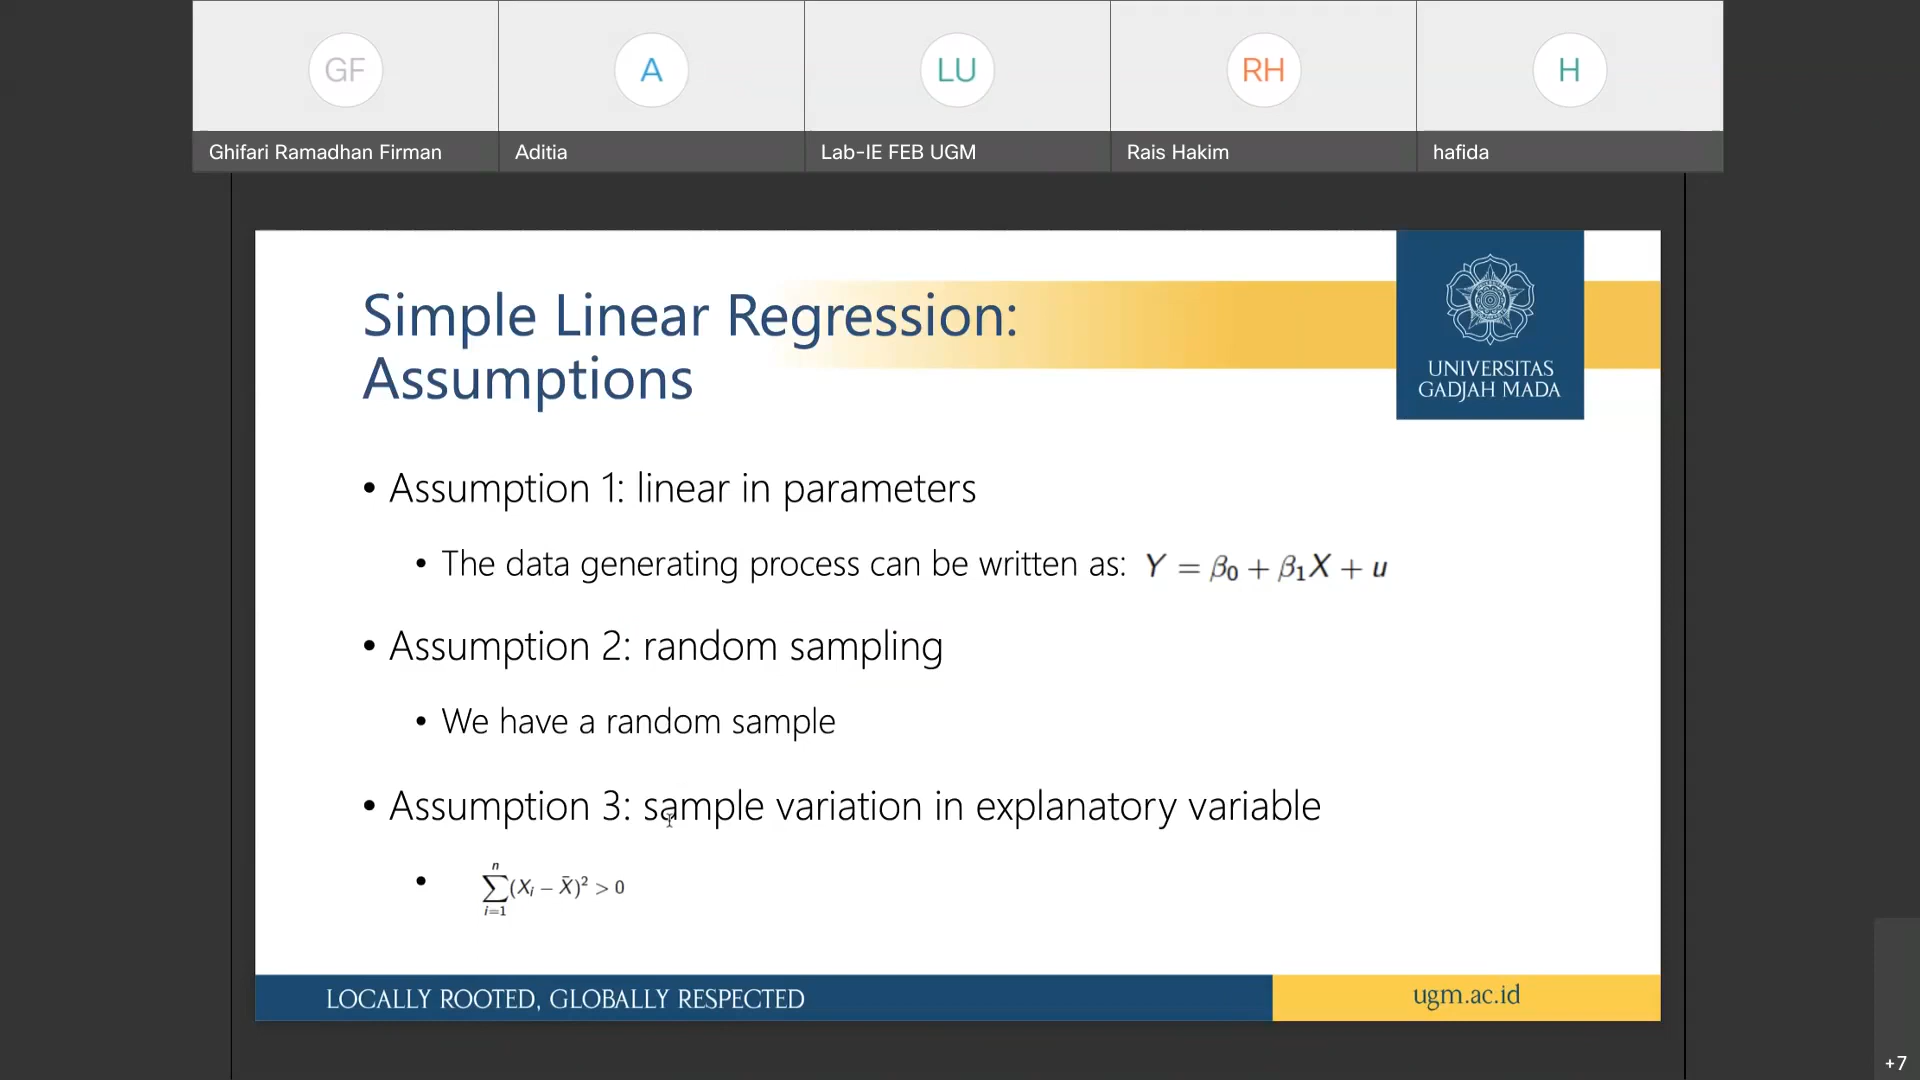 GF
A
LU
RH
H
Ghifari Ramadhan Firman
Aditia
Lab-IE FEB UGM
Rais Hakim
hafida
Simple Linear Regression:
Assumptions
UNIVERSITAS
GADJAH MADA
• Assumption 1: linear in parameters
• The data generating process can be written as: Y = β₀ + β₁X + u
• Assumption 2: random sampling
• We have a random sample
• Assumption 3: sample variation in explanatory variable
• ∑ᵢ₌₁ⁿ(Xᵢ − X̄)² > 0
LOCALLY ROOTED, GLOBALLY RESPECTED
ugm.ac.id
+7